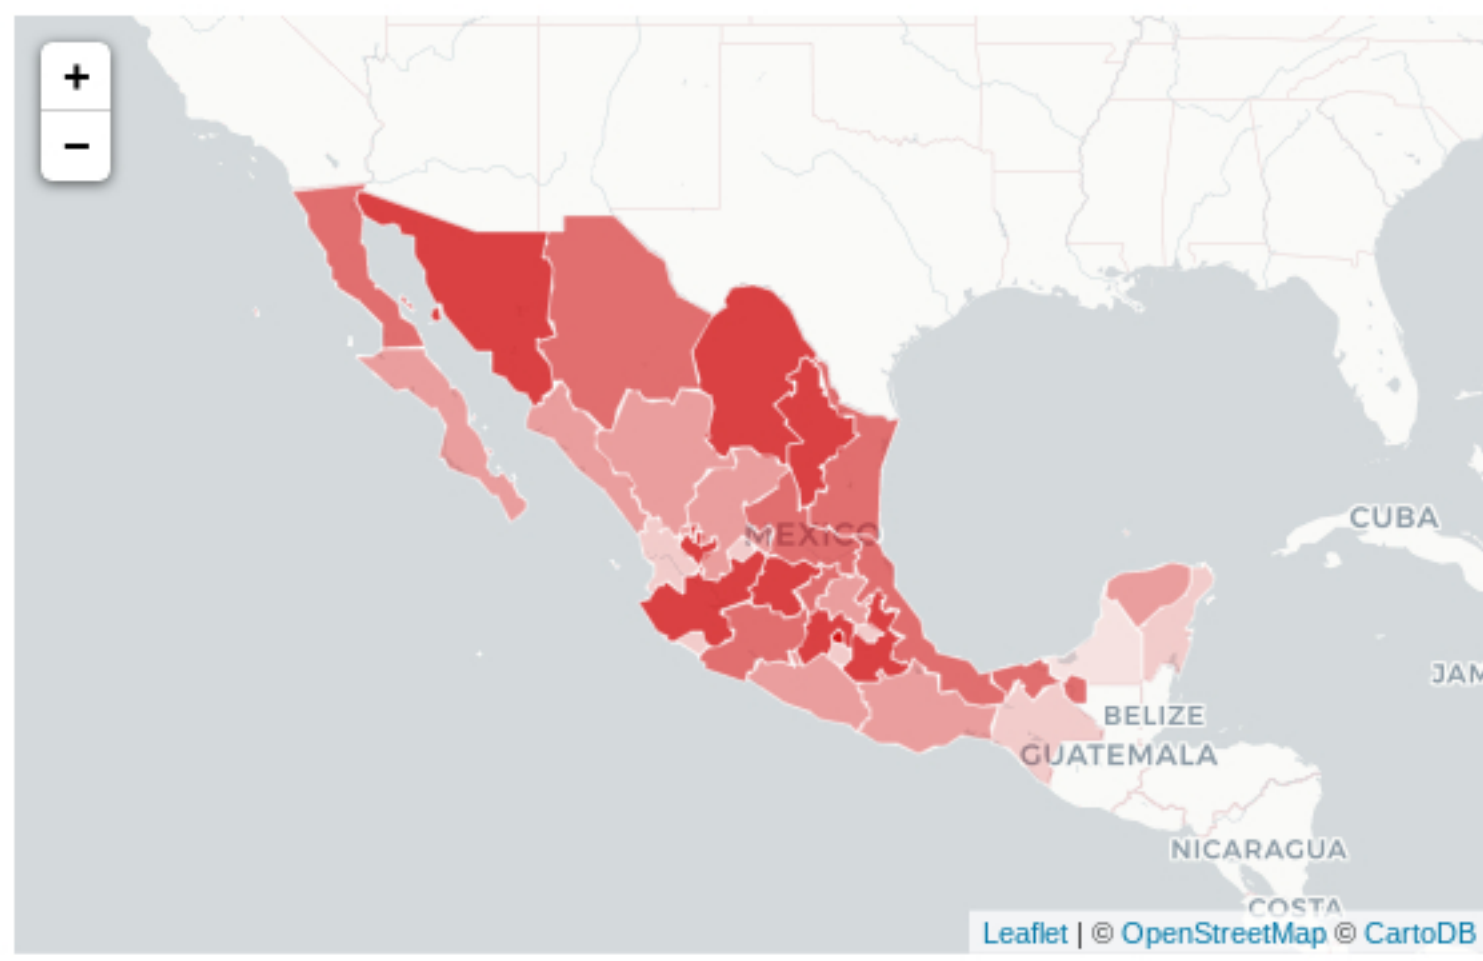 +
−
MEXICO
CUBA
JAM
BELIZE
GUATEMALA
NICARAGUA
COSTA
Leaflet | © OpenStreetMap © CartoDB